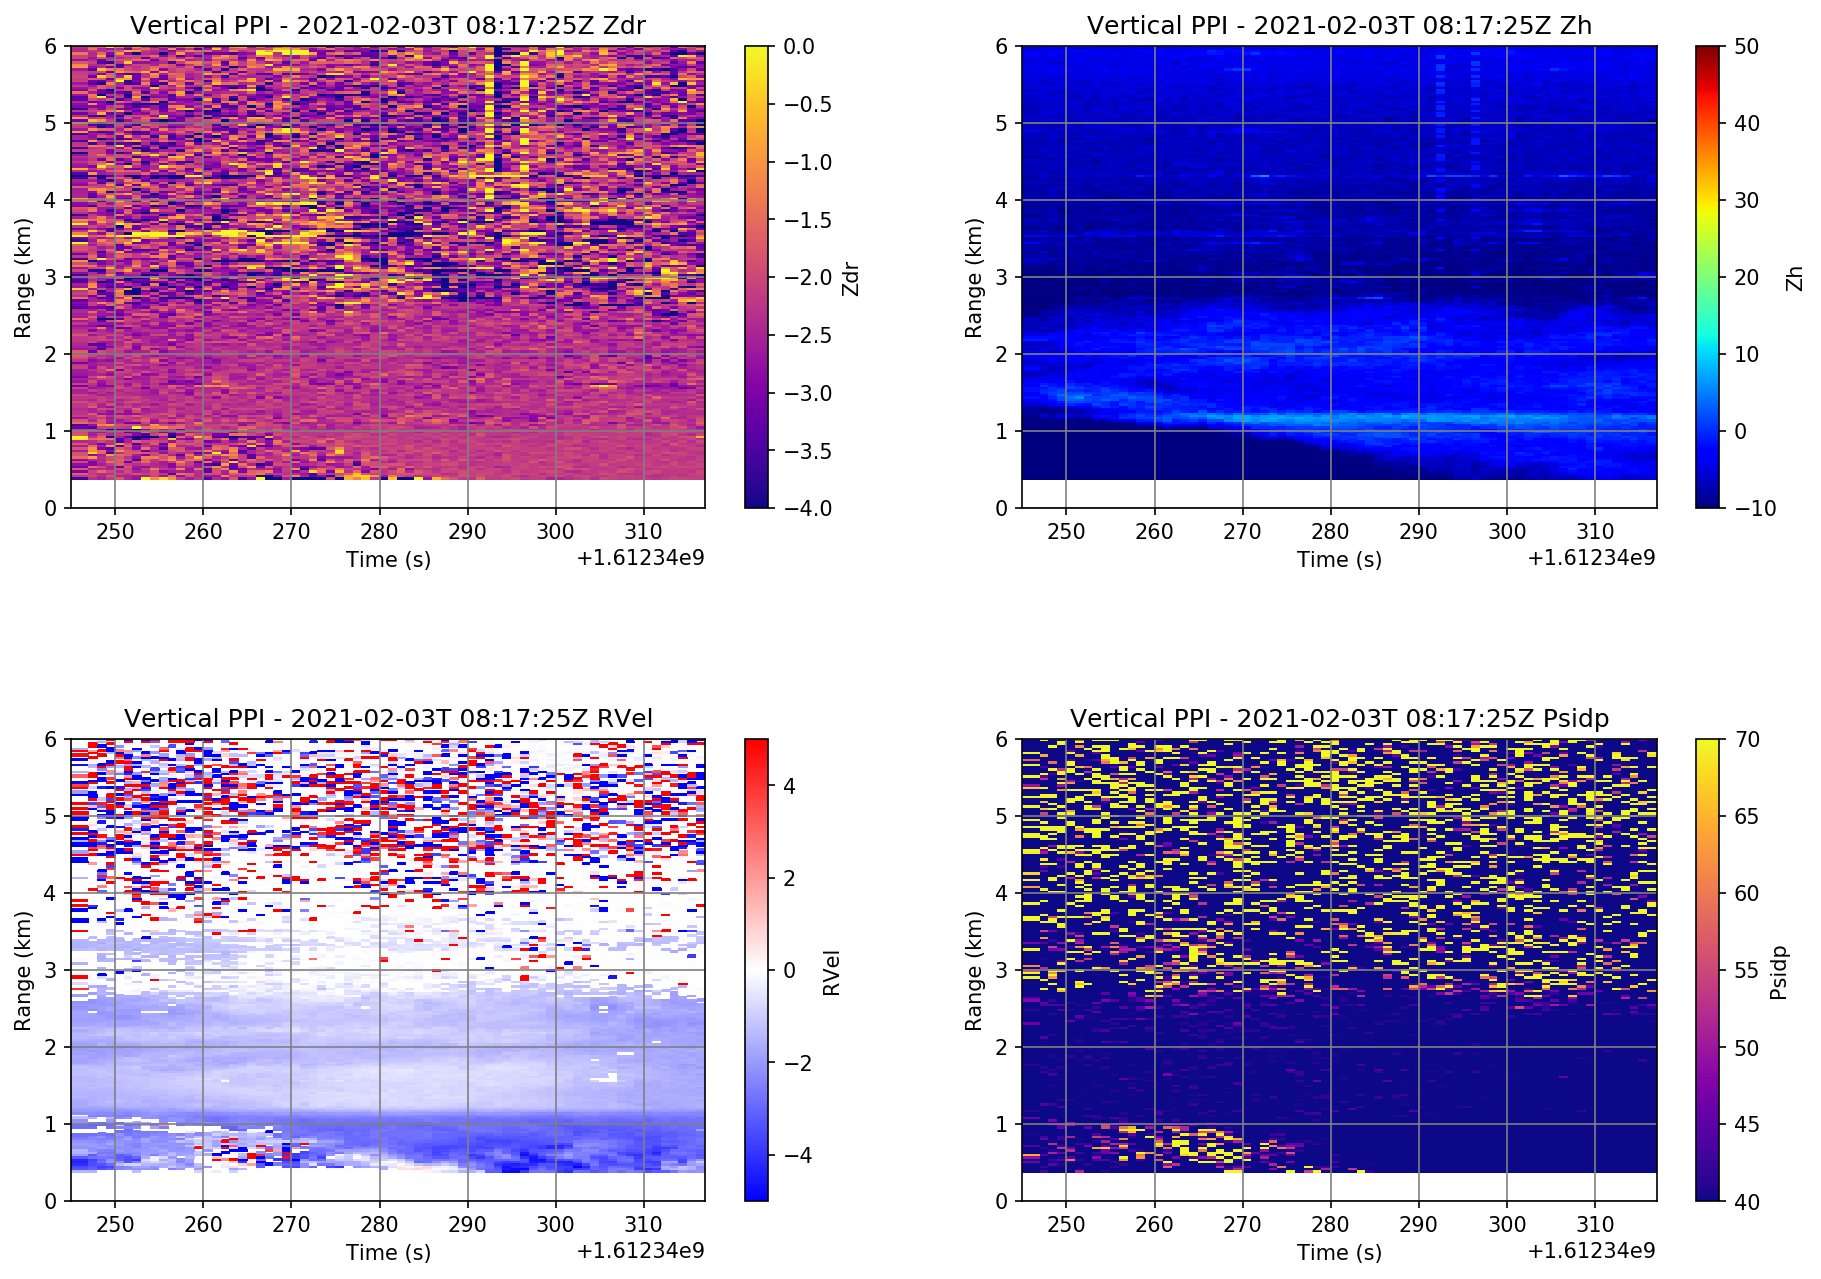 Vertical PPI - 2021-02-03T 08:17:25Z Zdr
6
5
4
3
2
1
0
Range (km)
250 260 270 280 290 300 310
Time (s)
+1.61234e9
0.0
−0.5
−1.0
−1.5
−2.0
−2.5
−3.0
−3.5
−4.0
Zdr
Vertical PPI - 2021-02-03T 08:17:25Z Zh
6
5
4
3
2
1
0
Range (km)
250 260 270 280 290 300 310
Time (s)
+1.61234e9
50
40
30
20
10
0
−10
Zh
Vertical PPI - 2021-02-03T 08:17:25Z RVel
6
5
4
3
2
1
0
Range (km)
250 260 270 280 290 300 310
Time (s)
+1.61234e9
4
2
0
−2
−4
RVel
Vertical PPI - 2021-02-03T 08:17:25Z Psidp
6
5
4
3
2
1
0
Range (km)
250 260 270 280 290 300 310
Time (s)
+1.61234e9
70
65
60
55
50
45
40
Psidp